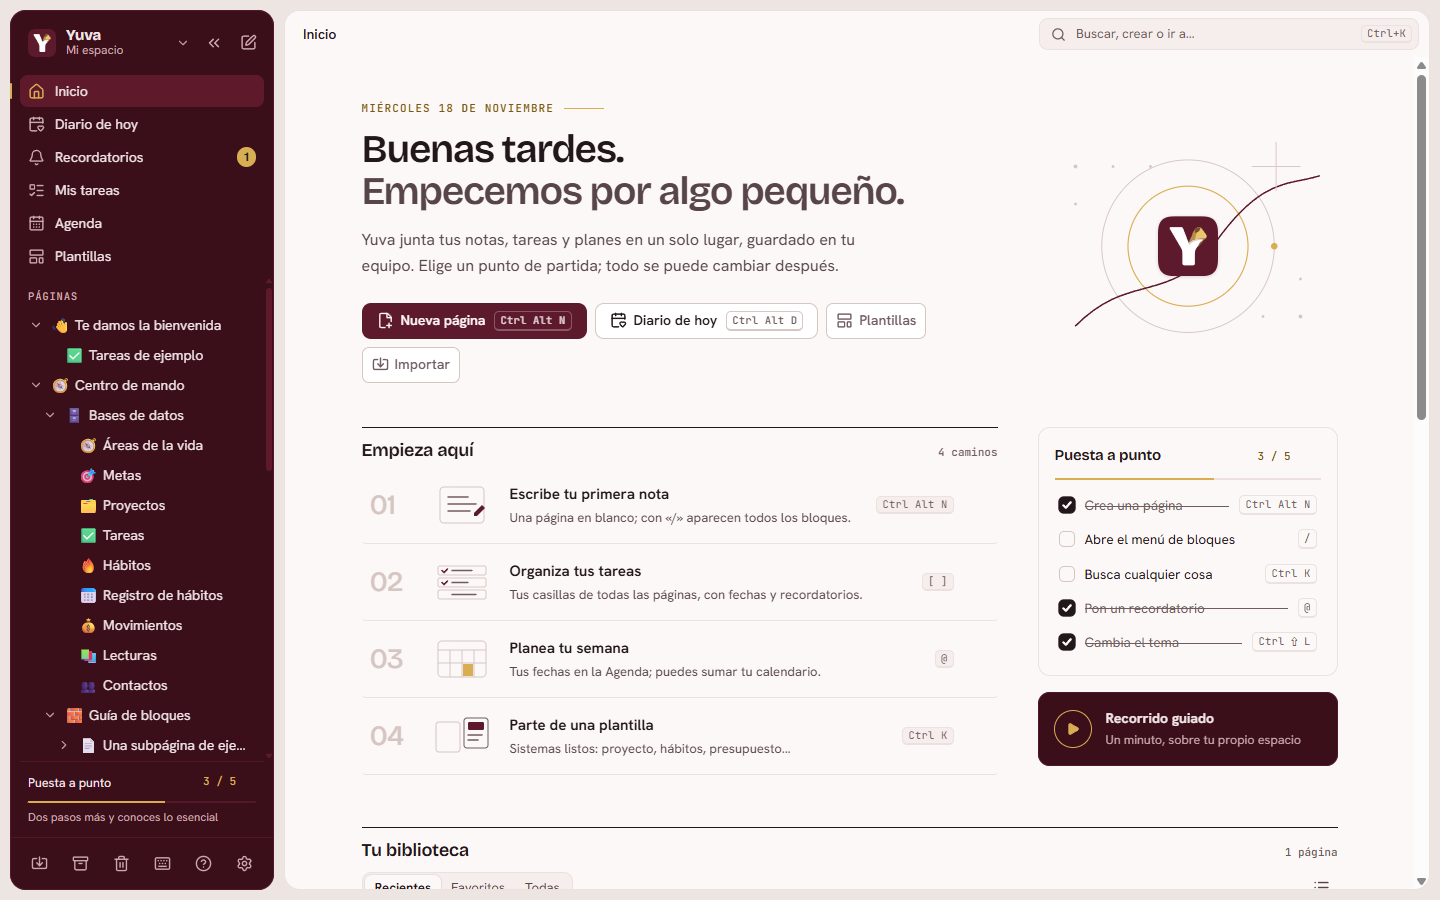 Yuva
Mi espacio
Inicio
Diario de hoy
Recordatorios 1
Mis tareas
Agenda
Plantillas
PÁGINAS
Te damos la bienvenida
Tareas de ejemplo
Centro de mando
Bases de datos
Áreas de la vida
Metas
Proyectos
Tareas
Hábitos
Registro de hábitos
Movimientos
Lecturas
Contactos
Guía de bloques
Una subpágina de eje...
Puesta a punto 3 / 5
Dos pasos más y conoces lo esencial
Inicio
Buscar, crear o ir a... Ctrl+K
MIÉRCOLES 18 DE NOVIEMBRE
Buenas tardes.
Empecemos por algo pequeño.
Yuva junta tus notas, tareas y planes en un solo lugar, guardado en tu
equipo. Elige un punto de partida; todo se puede cambiar después.
Nueva página Ctrl Alt N
Diario de hoy Ctrl Alt D
Plantillas
Importar
Y
Empieza aquí 4 caminos
01 Escribe tu primera nota Ctrl Alt N
Una página en blanco; con «/» aparecen todos los bloques.
02 Organiza tus tareas [ ]
Tus casillas de todas las páginas, con fechas y recordatorios.
03 Planea tu semana @
Tus fechas en la Agenda; puedes sumar tu calendario.
04 Parte de una plantilla Ctrl K
Sistemas listos: proyecto, hábitos, presupuesto...
Puesta a punto 3 / 5
Crea una página Ctrl Alt N
Abre el menú de bloques /
Busca cualquier cosa Ctrl K
Pon un recordatorio @
Cambia el tema Ctrl ⇧ L
Recorrido guiado
Un minuto, sobre tu propio espacio
Tu biblioteca 1 página
Recientes Favoritos Todas